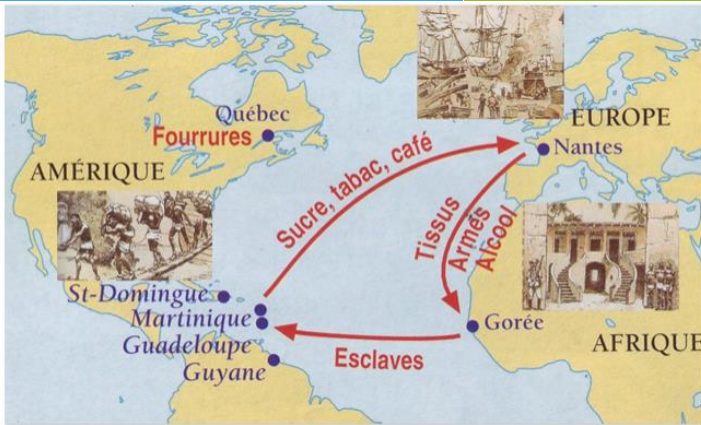 Québec
Fourrures
AMÉRIQUE
EUROPE
Nantes
Sucre, tabac, café
Tissus
Armes
Alcool
St-Domingue
Martinique
Guadeloupe
Guyane
Gorée
AFRIQUE
Esclaves